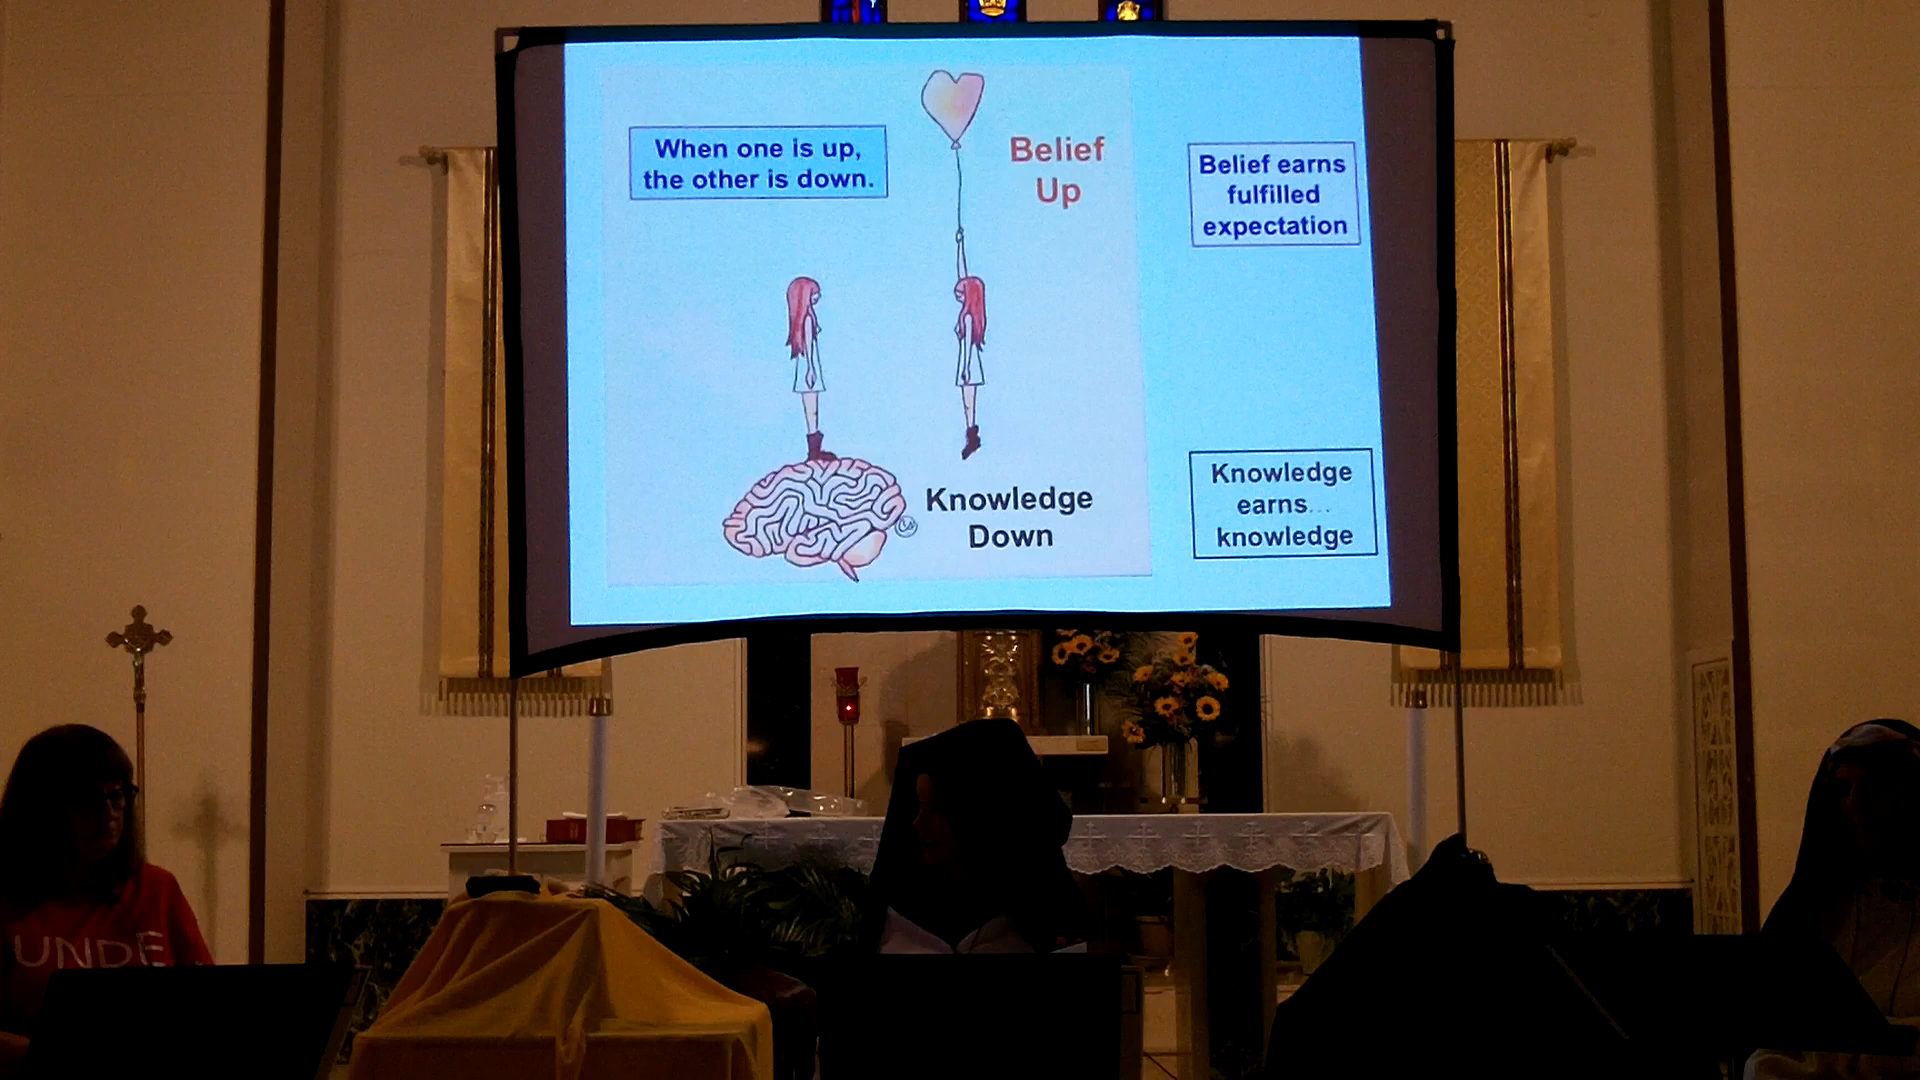 When one is up,
the other is down.
Belief
Up
Belief earns
fulfilled
expectation
Knowledge
Down
Knowledge
earns...
knowledge
UNDE